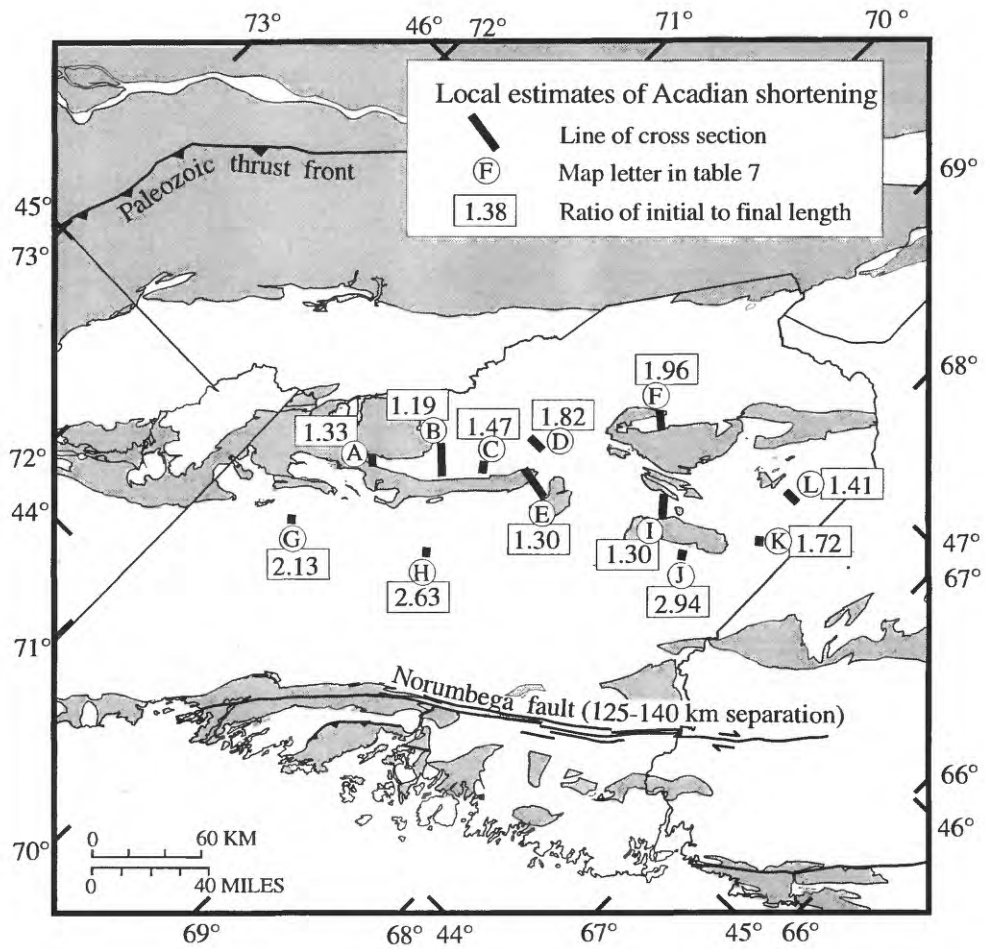 73° 46° 72° 71° 70°
Local estimates of Acadian shortening
Line of cross section
F Map letter in table 7
1.38 Ratio of initial to final length
Paleozoic thrust front
69°
45°
73°
68°
1.96
F
1.19
B
1.47
C
1.82
D
1.33
A
72°
L 1.41
44°
E
1.30
I
1.30
K 1.72
47°
G
2.13
H
2.63
J
2.94
67°
71°
Norumbega fault (125-140 km separation)
66°
46°
70°
0 60 KM
0 40 MILES
69° 68° 44° 67° 45° 66°